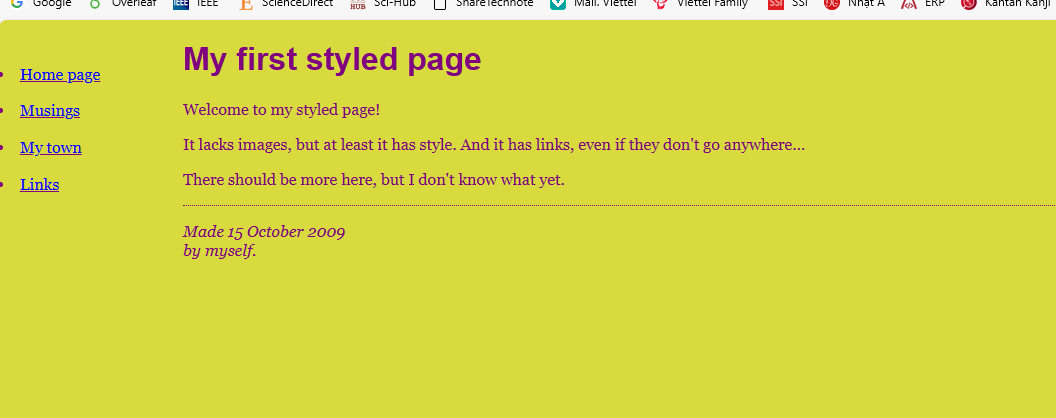 Google Overleaf IEEE IEEE ScienceDirect HUB Sci-Hub ShareTechnote Mail. Viettel Viettel Family SSI SSI Nhật A ERP Kantan Kanji
My first styled page
Home page
Musings
My town
Links
Welcome to my styled page!
It lacks images, but at least it has style. And it has links, even if they don't go anywhere…
There should be more here, but I don't know what yet.
Made 15 October 2009
by myself.